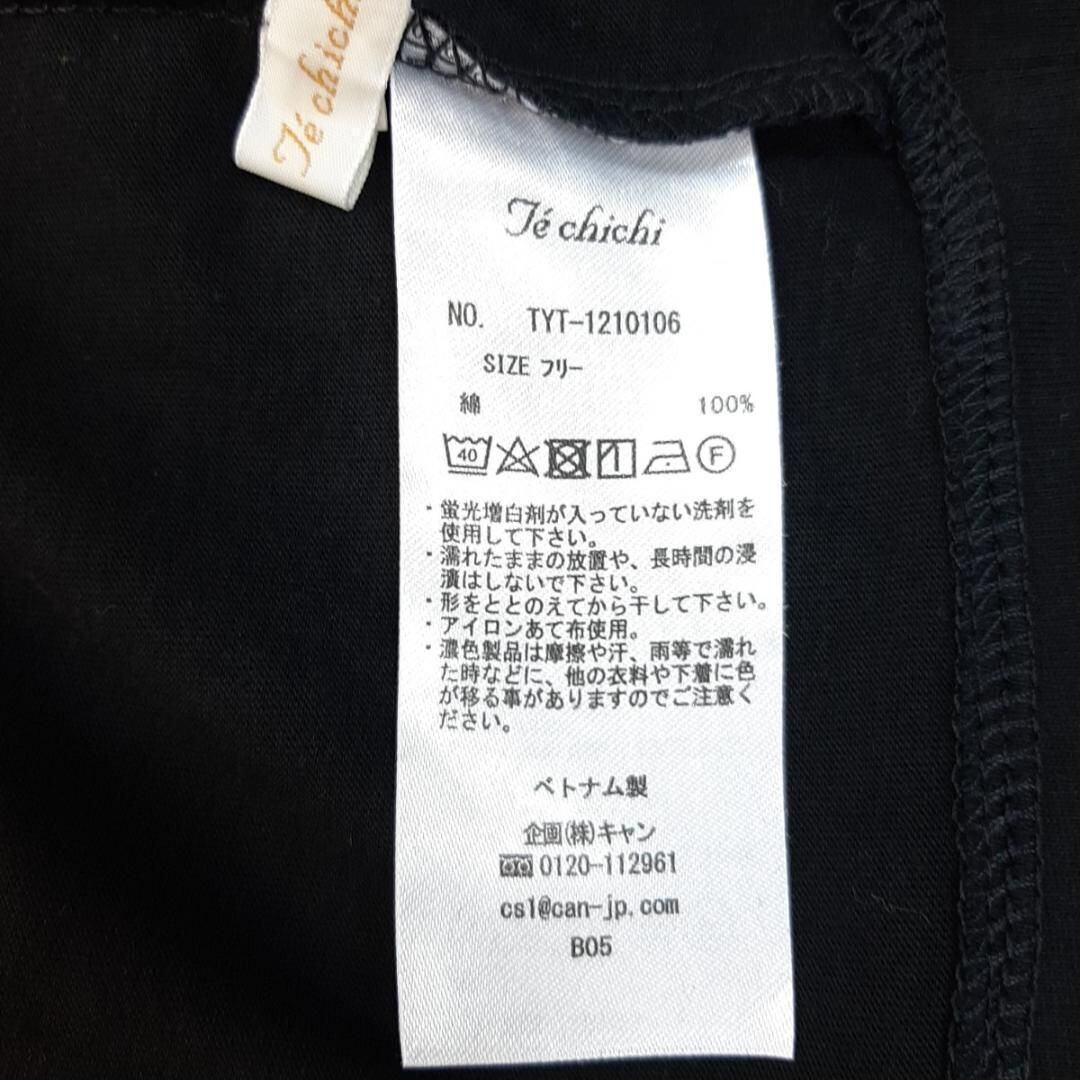 Té chichi
Té chichi
NO. TYT-1210106
SIZE フリー
綿 100%
40 F
・蛍光増白剤が入っていない洗剤を
使用して下さい。
・濡れたままの放置や、長時間の浸
漬はしないで下さい。
・形をととのえてから干して下さい。
・アイロンあて布使用。
・濃色製品は摩擦や汗、雨等で濡れ
た時などに、他の衣料や下着に色
が移る事がありますのでご注意く
ださい。
ベトナム製
企画(株)キャン
0120-112961
cs1@can-jp.com
B05